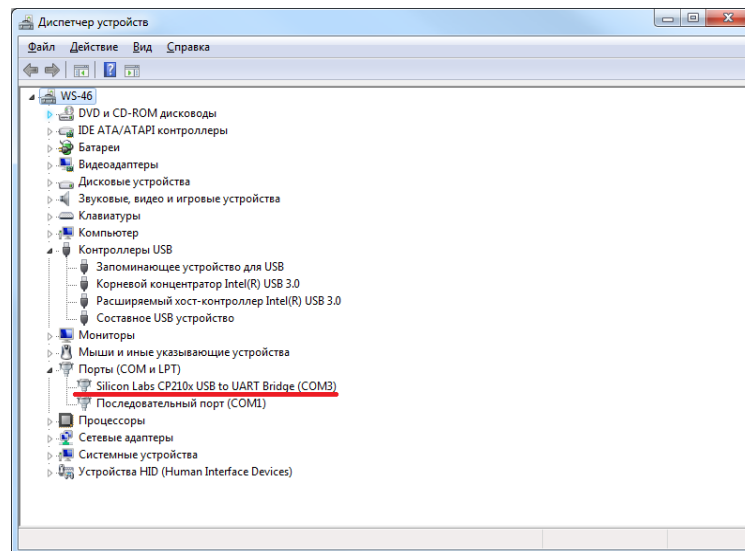 Диспетчер устройств
Файл Действие Вид Справка
WS-46
DVD и CD-ROM дисководы
IDE ATA/ATAPI контроллеры
Батареи
Видеоадаптеры
Дисковые устройства
Звуковые, видео и игровые устройства
Клавиатуры
Компьютер
Контроллеры USB
Запоминающее устройство для USB
Корневой концентратор Intel(R) USB 3.0
Расширяемый хост-контроллер Intel(R) USB 3.0
Составное USB устройство
Мониторы
Мыши и иные указывающие устройства
Порты (COM и LPT)
Silicon Labs CP210x USB to UART Bridge (COM3)
Последовательный порт (COM1)
Процессоры
Сетевые адаптеры
Системные устройства
Устройства HID (Human Interface Devices)